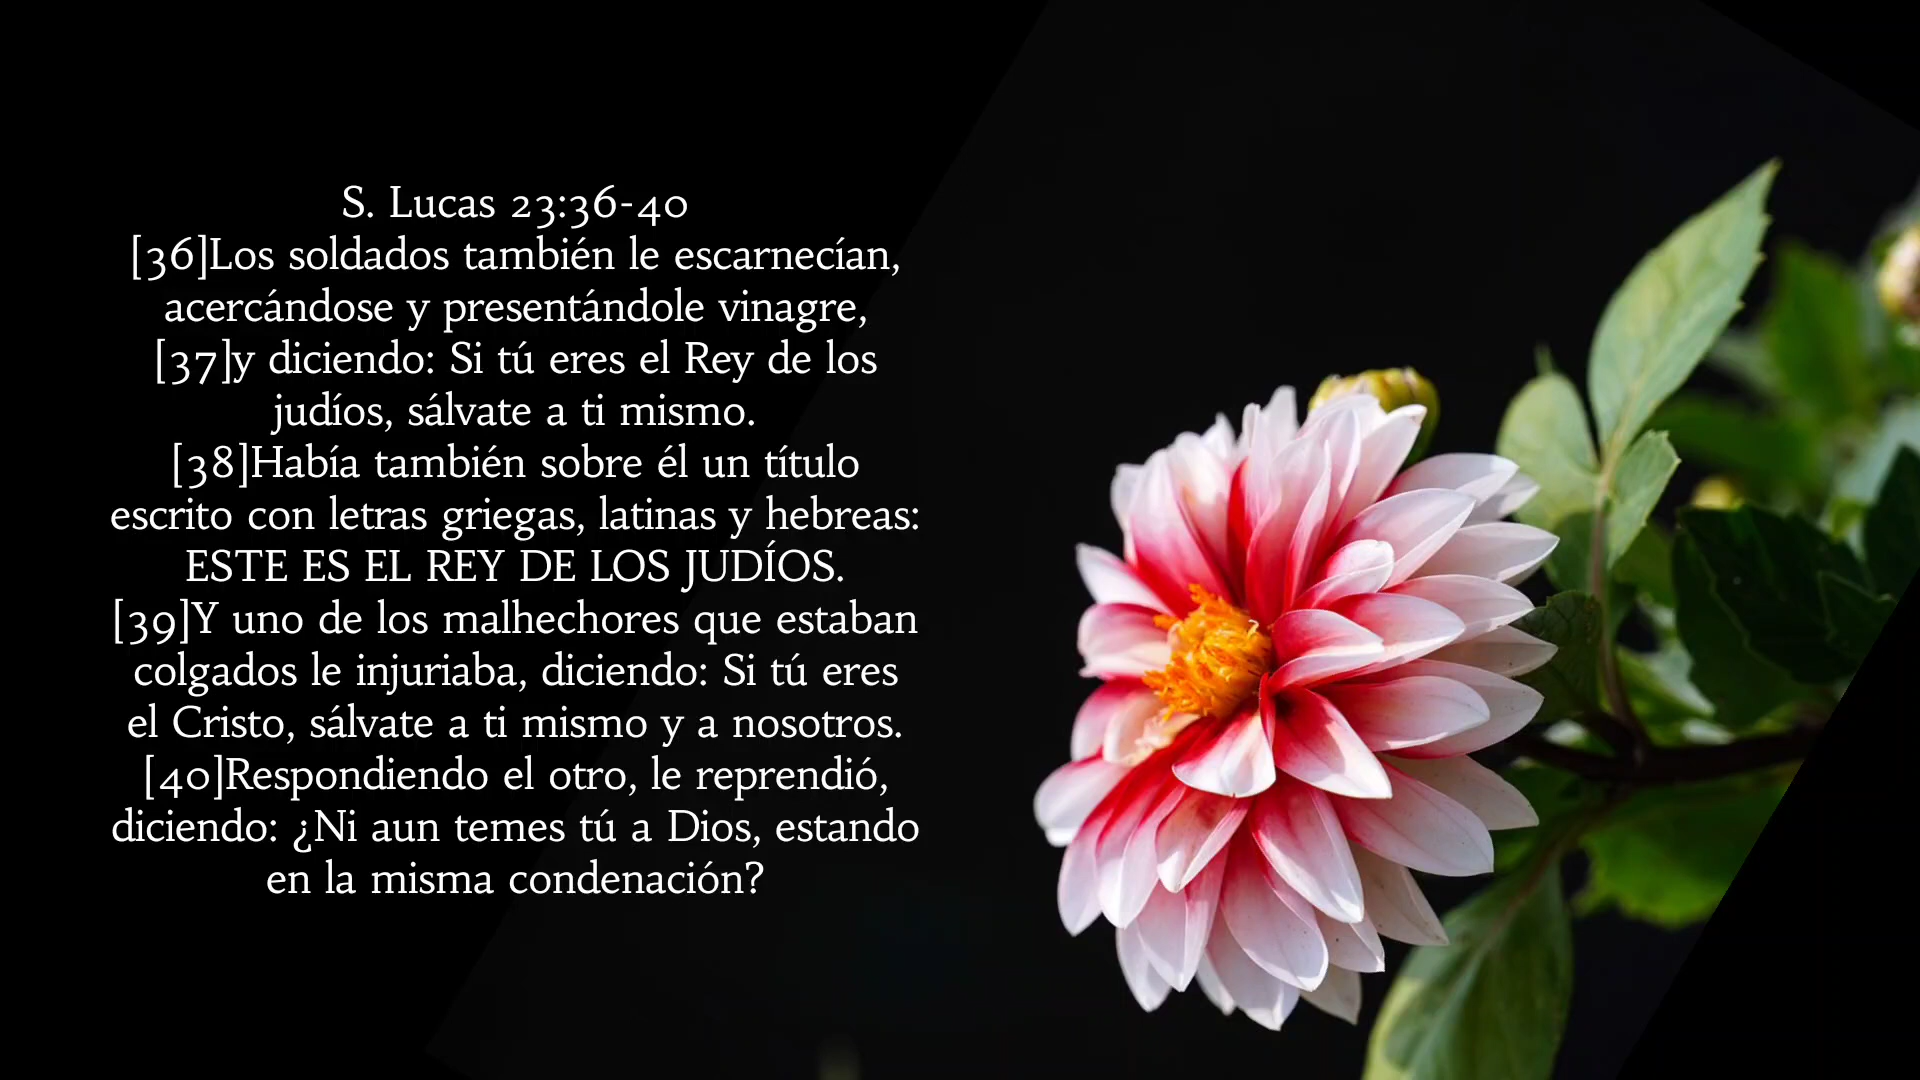 S. Lucas 23:36-40
[36]Los soldados también le escarnecían,
acercándose y presentándole vinagre,
[37]y diciendo: Si tú eres el Rey de los
judíos, sálvate a ti mismo.
[38]Había también sobre él un título
escrito con letras griegas, latinas y hebreas:
ESTE ES EL REY DE LOS JUDÍOS.
[39]Y uno de los malhechores que estaban
colgados le injuriaba, diciendo: Si tú eres
el Cristo, sálvate a ti mismo y a nosotros.
[40]Respondiendo el otro, le reprendió,
diciendo: ¿Ni aun temes tú a Dios, estando
en la misma condenación?